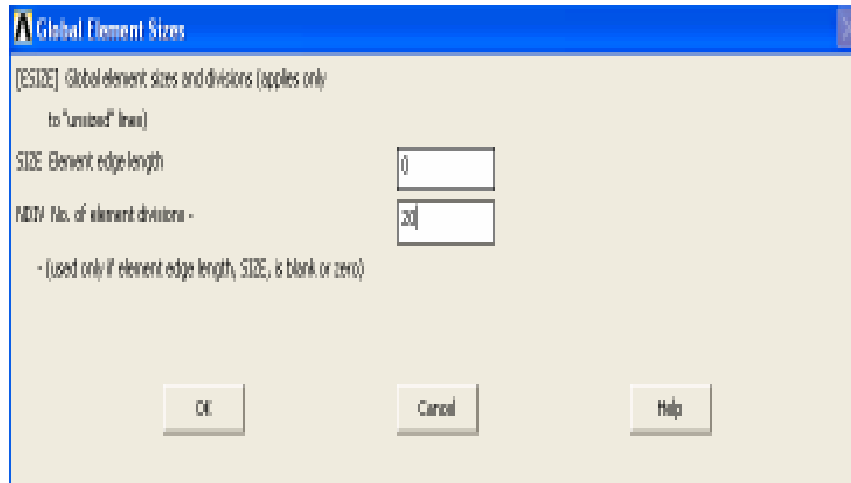 Global Element Sizes
[ESIZE] Global element sizes and divisions (applies only
to "unsized" lines)
SIZE Element edge length
0
NDIV No. of element divisions -
20
- (used only if element edge length, SIZE, is blank or zero)
OK
Cancel
Help